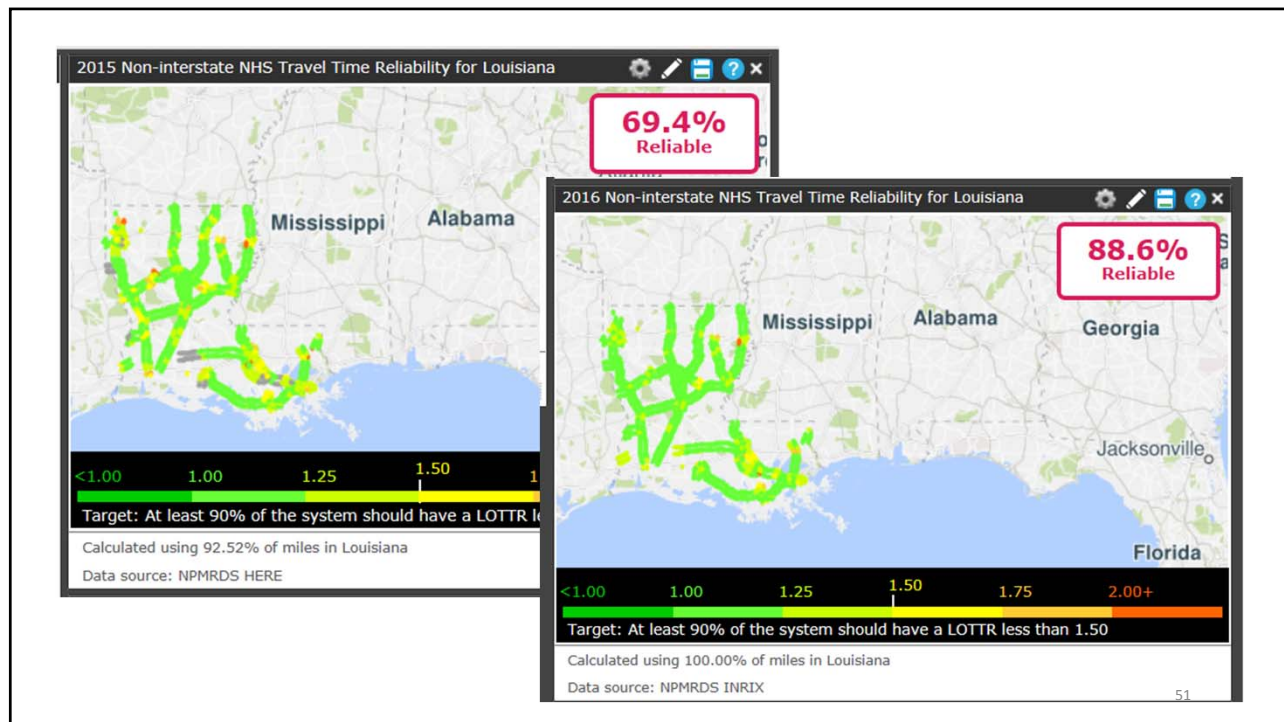 2015 Non-interstate NHS Travel Time Reliability for Louisiana
69.4%
Reliable
Mississippi
Alabama
<1.00 1.00 1.25 1.50 1
Target: At least 90% of the system should have a LOTTR le
Calculated using 92.52% of miles in Louisiana
Data source: NPMRDS HERE
2016 Non-interstate NHS Travel Time Reliability for Louisiana
88.6%
Reliable
Mississippi
Alabama
Georgia
Jacksonville
Florida
<1.00 1.00 1.25 1.50 1.75 2.00+
Target: At least 90% of the system should have a LOTTR less than 1.50
Calculated using 100.00% of miles in Louisiana
Data source: NPMRDS INRIX
51